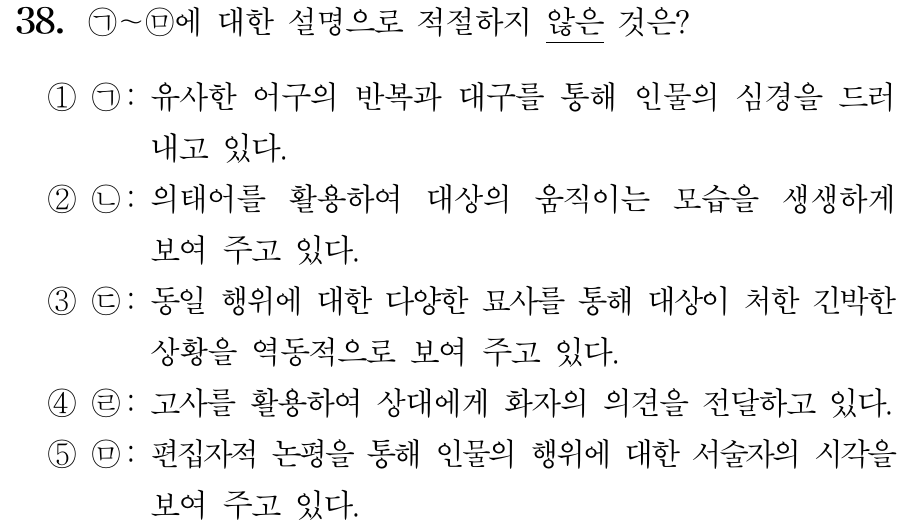 38. ㉠~㉤에 대한 설명으로 적절하지 않은 것은?
① ㉠: 유사한 어구의 반복과 대구를 통해 인물의 심경을 드러
내고 있다.
② ㉡: 의태어를 활용하여 대상의 움직이는 모습을 생생하게
보여 주고 있다.
③ ㉢: 동일 행위에 대한 다양한 묘사를 통해 대상이 처한 긴박한
상황을 역동적으로 보여 주고 있다.
④ ㉣: 고사를 활용하여 상대에게 화자의 의견을 전달하고 있다.
⑤ ㉤: 편집자적 논평을 통해 인물의 행위에 대한 서술자의 시각을
보여 주고 있다.